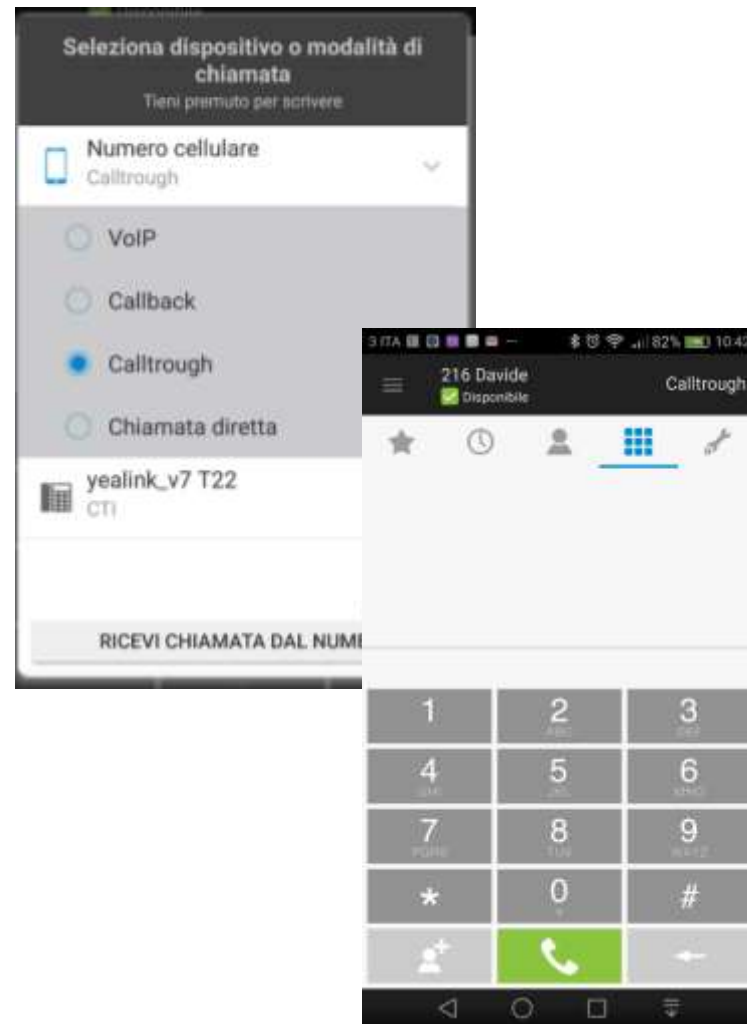 Seleziona dispositivo o modalità di
chiamata
Tieni premuto per scrivere
Numero cellulare
Calltrough
VoIP
Callback
Calltrough
Chiamata diretta
yealink_v7 T22
CTI
RICEVI CHIAMATA DAL NUME
3 ITA 82% 10:42
216 Davide
Disponibile
Calltrough
1 2 3
ABC DEF
4 5 6
GHI JKL MNO
7 8 9
PQRS TUV WXYZ
* 0 #
+